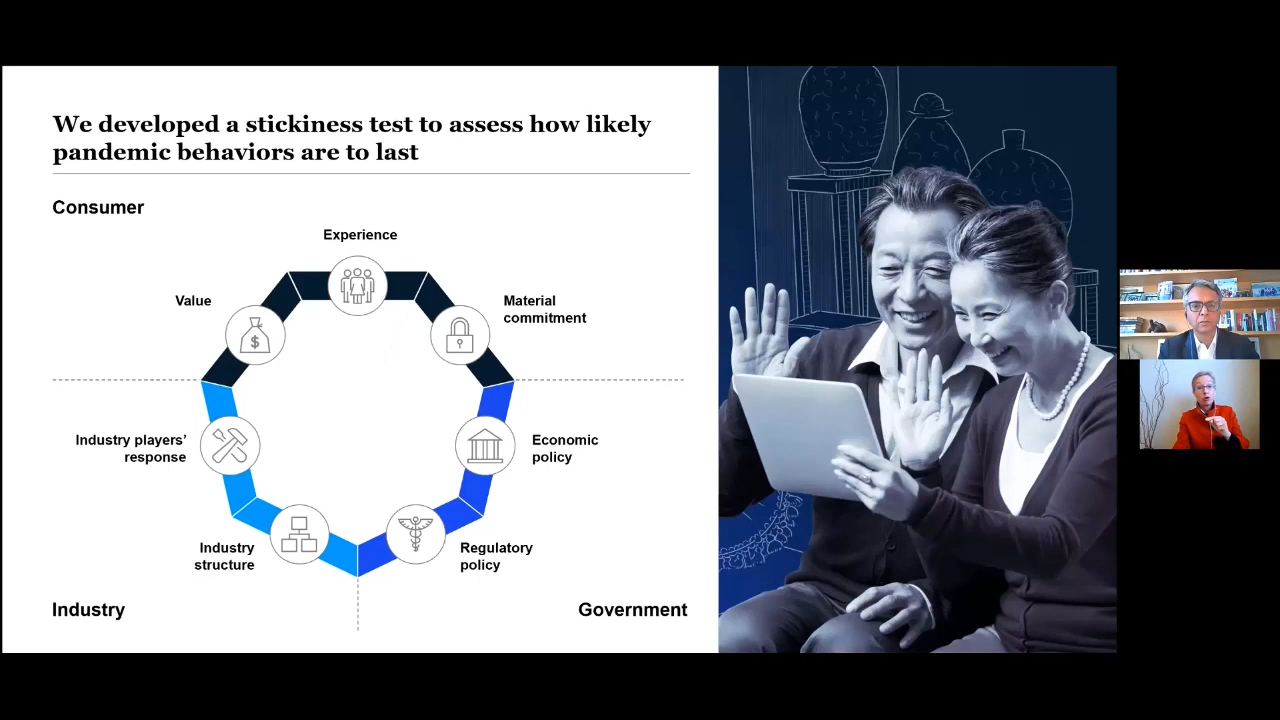 We developed a stickiness test to assess how likely
pandemic behaviors are to last
Consumer
Experience
Value
Material
commitment
$
Industry players’
response
Economic
policy
Industry
structure
Regulatory
policy
Industry
Government